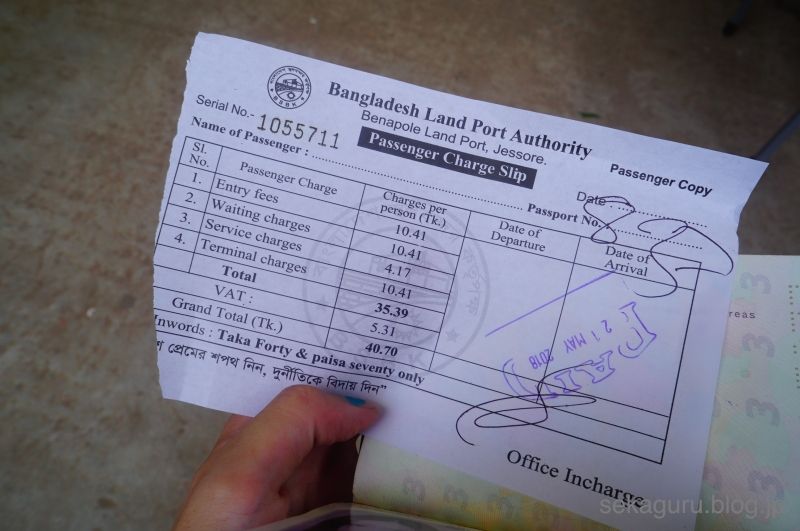 Bangladesh Land Port Authority
Benapole Land Port, Jessore.
Serial No.- 1055711
Passenger Charge Slip
Passenger Copy
Name of Passenger :
Date
Passport No.
Sl. No. Passenger Charge Charges per person (Tk.) Date of Departure Date of Arrival
1. Entry fees 10.41
2. Waiting charges 10.41
3. Service charges 4.17
4. Terminal charges 10.41
Total 35.39
VAT : 5.31
Grand Total (Tk.) 40.70
Inwords : Taka Forty & paisa seventy only
প্রেমের শপথ নিন, দুর্নীতিকে বিদায় দিন”
21 MAY 2018
Office Incharge
reas
sekaguru.blog.jp